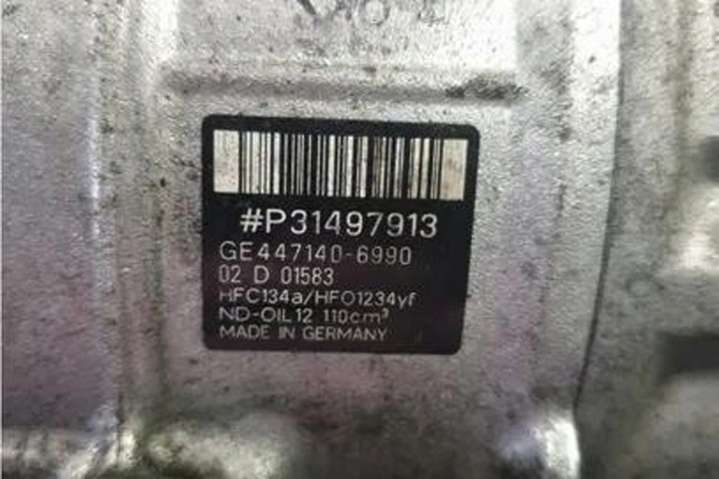 #P31497913
GE447140-6990
02 D 01583
HFC134a/HFO1234yf
ND-OIL12 110cm³
MADE IN GERMANY